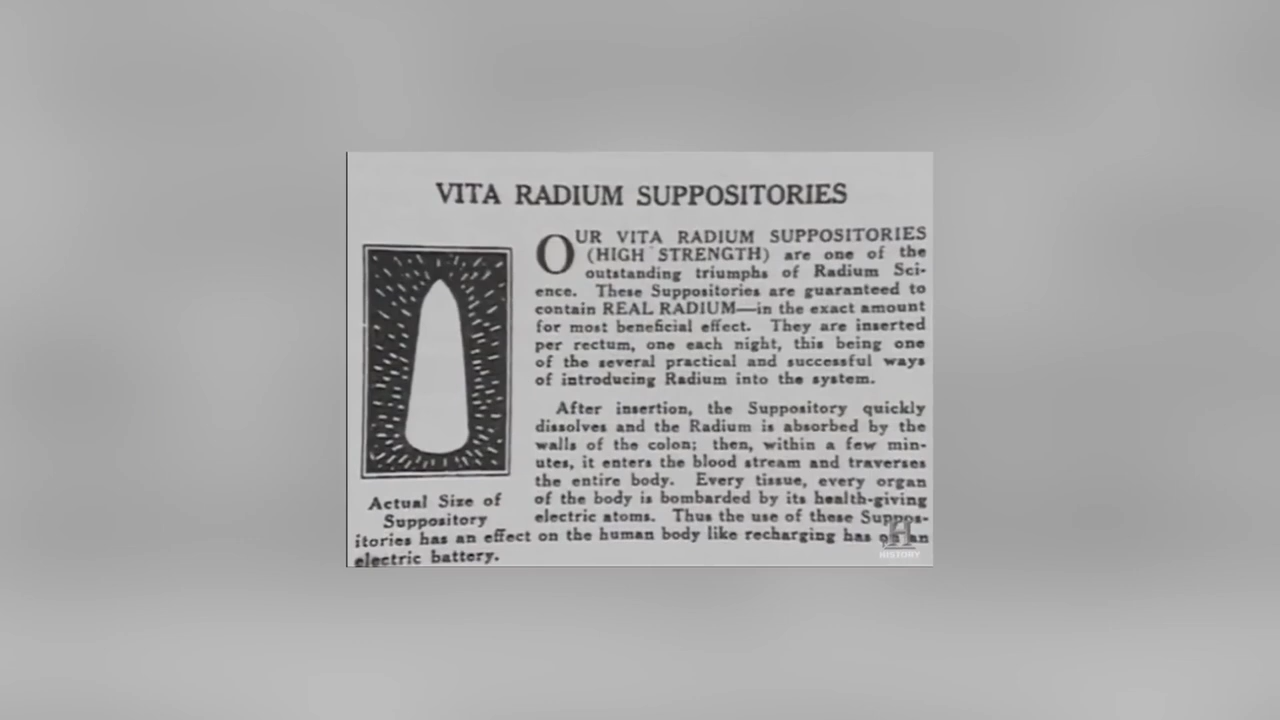 VITA RADIUM SUPPOSITORIES
OUR VITA RADIUM SUPPOSITORIES
(HIGH STRENGTH) are one of the
outstanding triumphs of Radium Sci-
ence. These Suppositories are guaranteed to
contain REAL RADIUM—in the exact amount
for most beneficial effect. They are inserted
per rectum, one each night, this being one
of the several practical and successful ways
of introducing Radium into the system.
After insertion, the Suppository quickly
dissolves and the Radium is absorbed by the
walls of the colon; then, within a few min-
utes, it enters the blood stream and traverses
the entire body. Every tissue, every organ
of the body is bombarded by its health-giving
electric atoms. Thus the use of these Suppos-
itories has an effect on the human body like recharging has on an
electric battery.
Actual Size of
Suppository
H
HISTORY